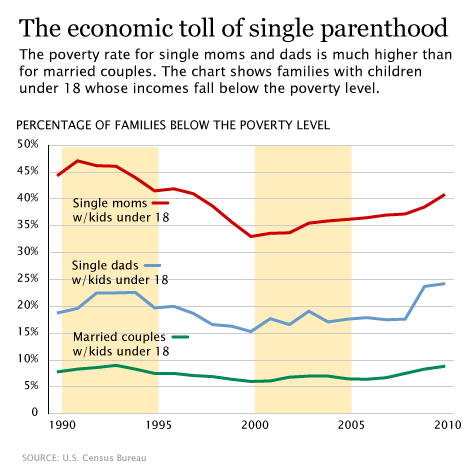 The economic toll of single parenthood
The poverty rate for single moms and dads is much higher than
for married couples. The chart shows families with children
under 18 whose incomes fall below the poverty level.
PERCENTAGE OF FAMILIES BELOW THE POVERTY LEVEL
50%
45%
40%
35%
30%
25%
20%
15%
10%
5%
0
Single moms
w/kids under 18
Single dads
w/kids under 18
Married couples
w/kids under 18
1990
1995
2000
2005
2010
SOURCE: U.S. Census Bureau